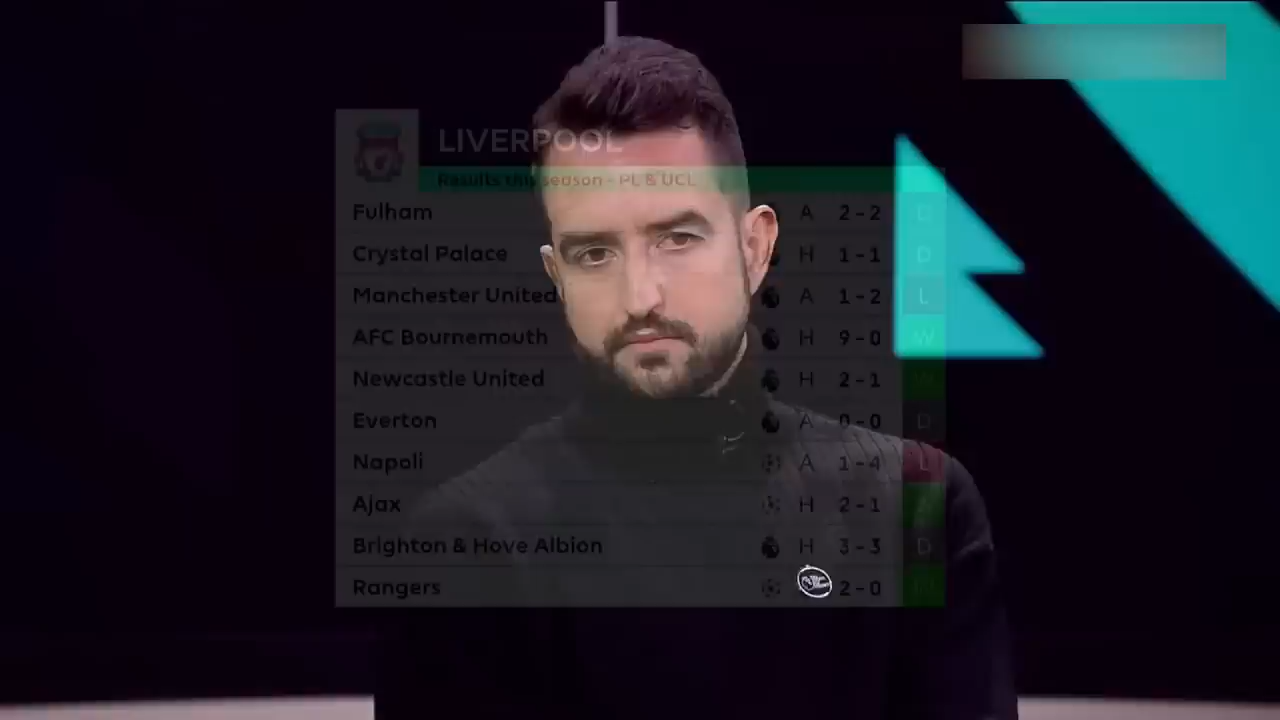 LIVERPOOL
Results this season - PL & UCL
Fulham A 2 - 2 D
Crystal Palace H 1 - 1 D
Manchester United A 1 - 2 L
AFC Bournemouth H 9 - 0 W
Newcastle United H 2 - 1 W
Everton A 0 - 0 D
Napoli A 1 - 4 L
Ajax H 2 - 1
Brighton & Hove Albion H 3 - 3 D
Rangers 2 - 0